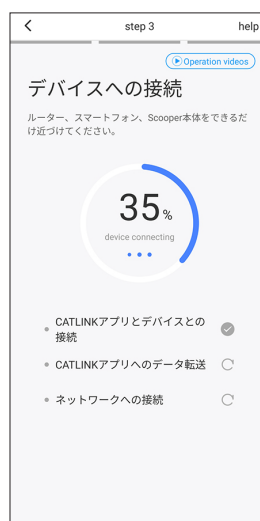 step 3
help
Operation videos
デバイスへの接続
ルーター、スマートフォン、Scooper本体をできるだ
け近づけてください。
35%
device connecting
CATLINKアプリとデバイスとの
接続
CATLINKアプリへのデータ転送
ネットワークへの接続